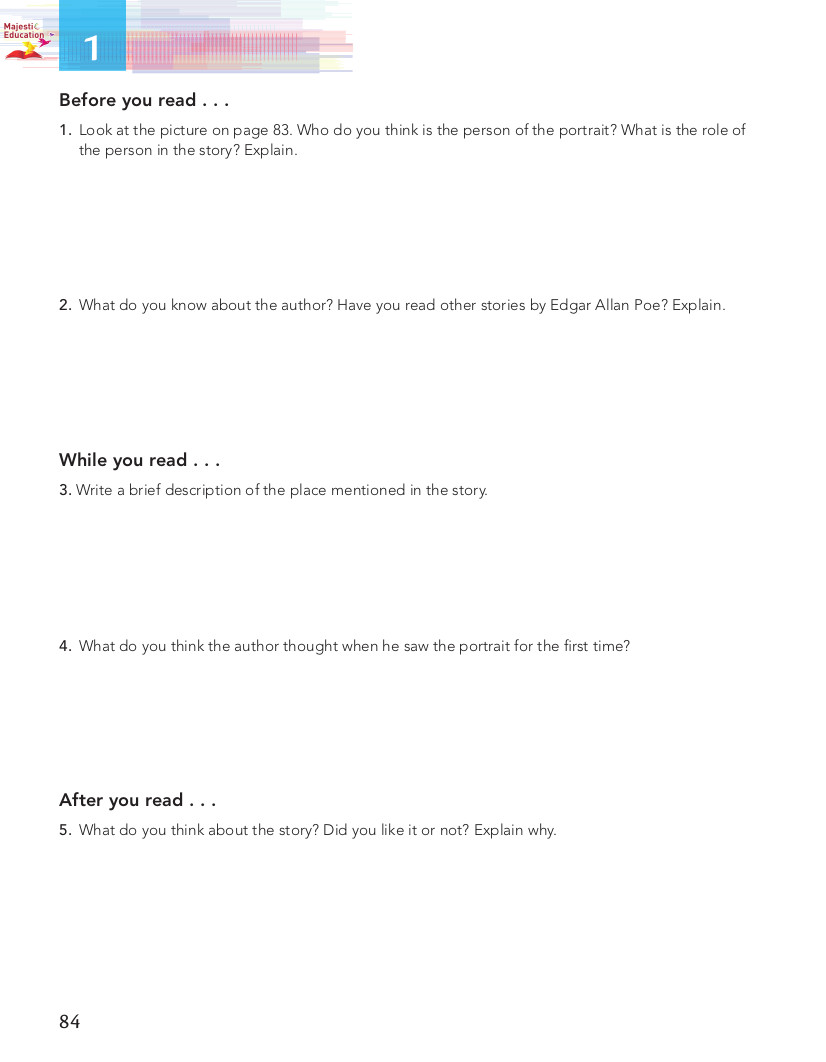 Majestic
Education
1
Before you read . . .
1. Look at the picture on page 83. Who do you think is the person of the portrait? What is the role of
the person in the story? Explain.
2. What do you know about the author? Have you read other stories by Edgar Allan Poe? Explain.
While you read . . .
3. Write a brief description of the place mentioned in the story.
4. What do you think the author thought when he saw the portrait for the first time?
After you read . . .
5. What do you think about the story? Did you like it or not? Explain why.
84